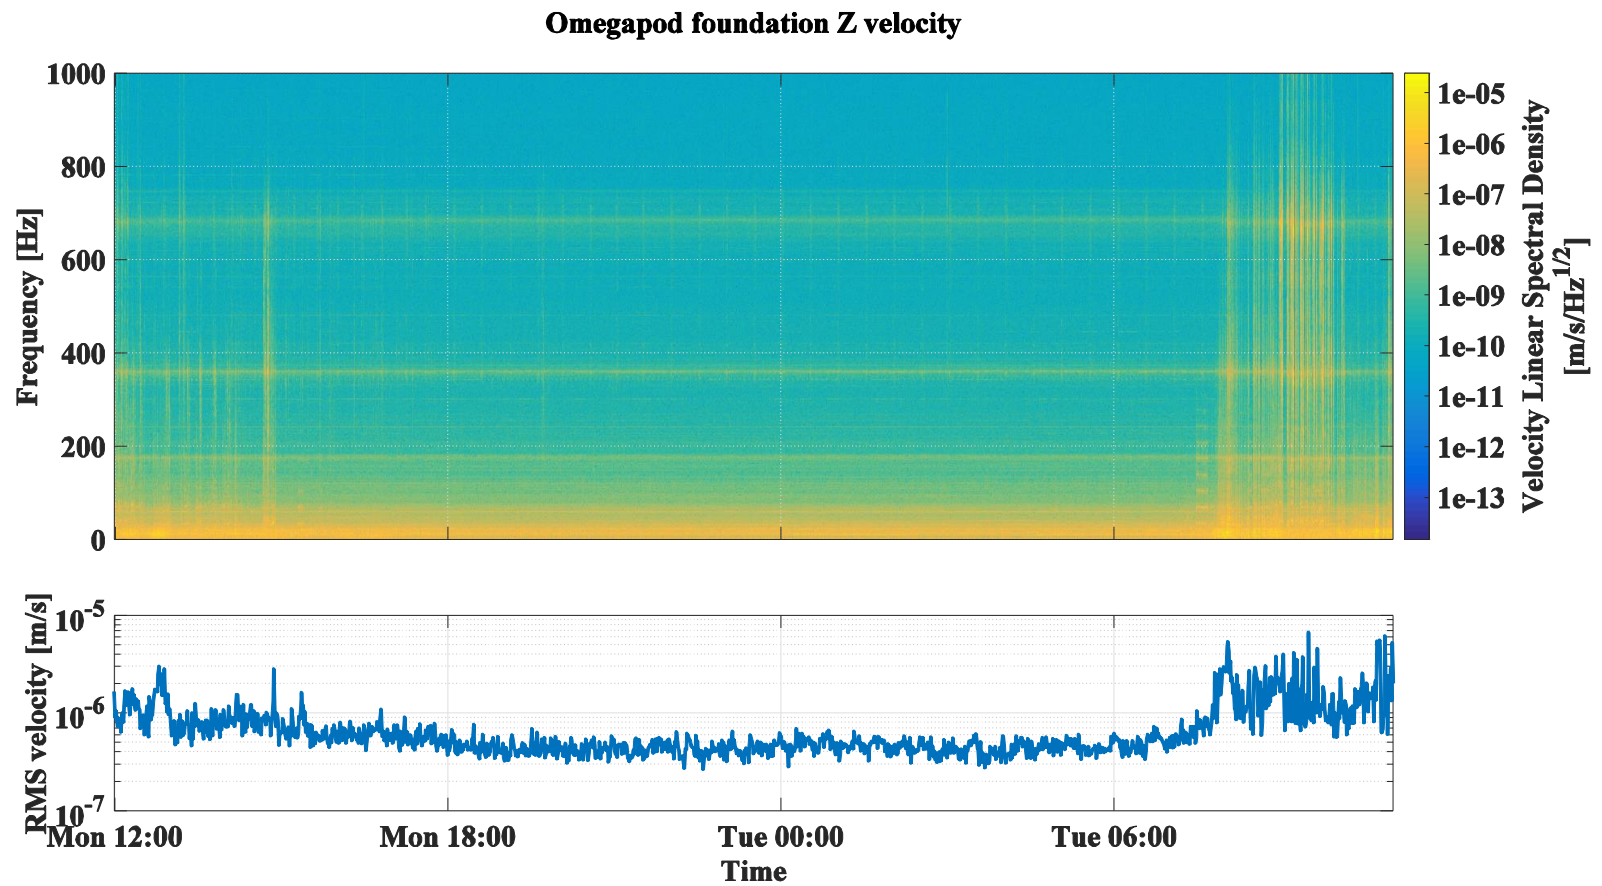 Omegapod foundation Z velocity
1000
800
600
400
200
0
Frequency [Hz]
1e-05
1e-06
1e-07
1e-08
1e-09
1e-10
1e-11
1e-12
1e-13
Velocity Linear Spectral Density
[m/s/Hz^1/2]
RMS velocity [m/s]
10^-5
10^-6
10^-7
Mon 12:00 Mon 18:00 Tue 00:00 Tue 06:00
Time